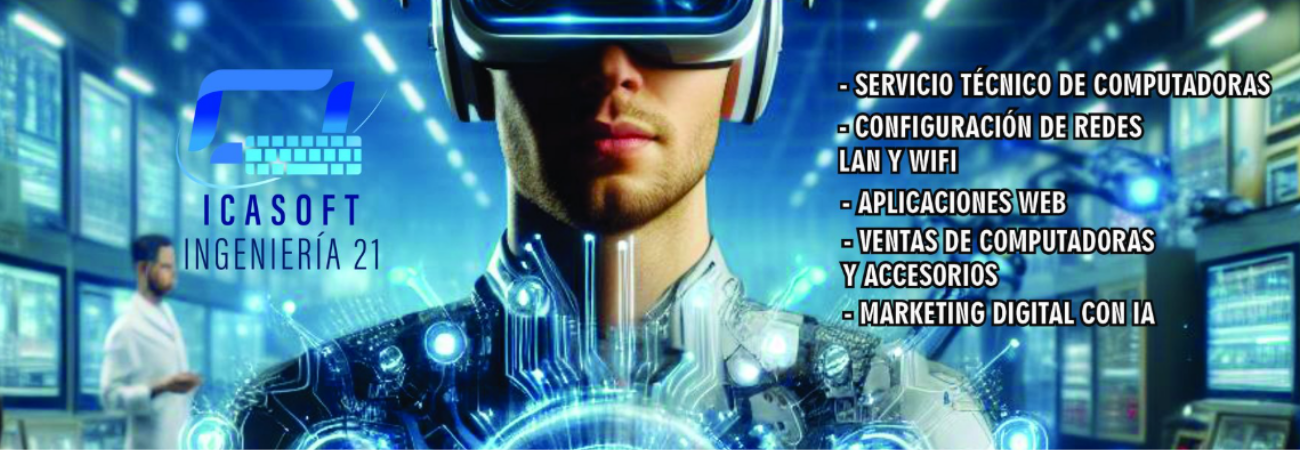 ICASOFT
INGENIERÍA 21
- SERVICIO TÉCNICO DE COMPUTADORAS
- CONFIGURACIÓN DE REDES
LAN Y WIFI
- APLICACIONES WEB
- VENTAS DE COMPUTADORAS
Y ACCESORIOS
- MARKETING DIGITAL CON IA